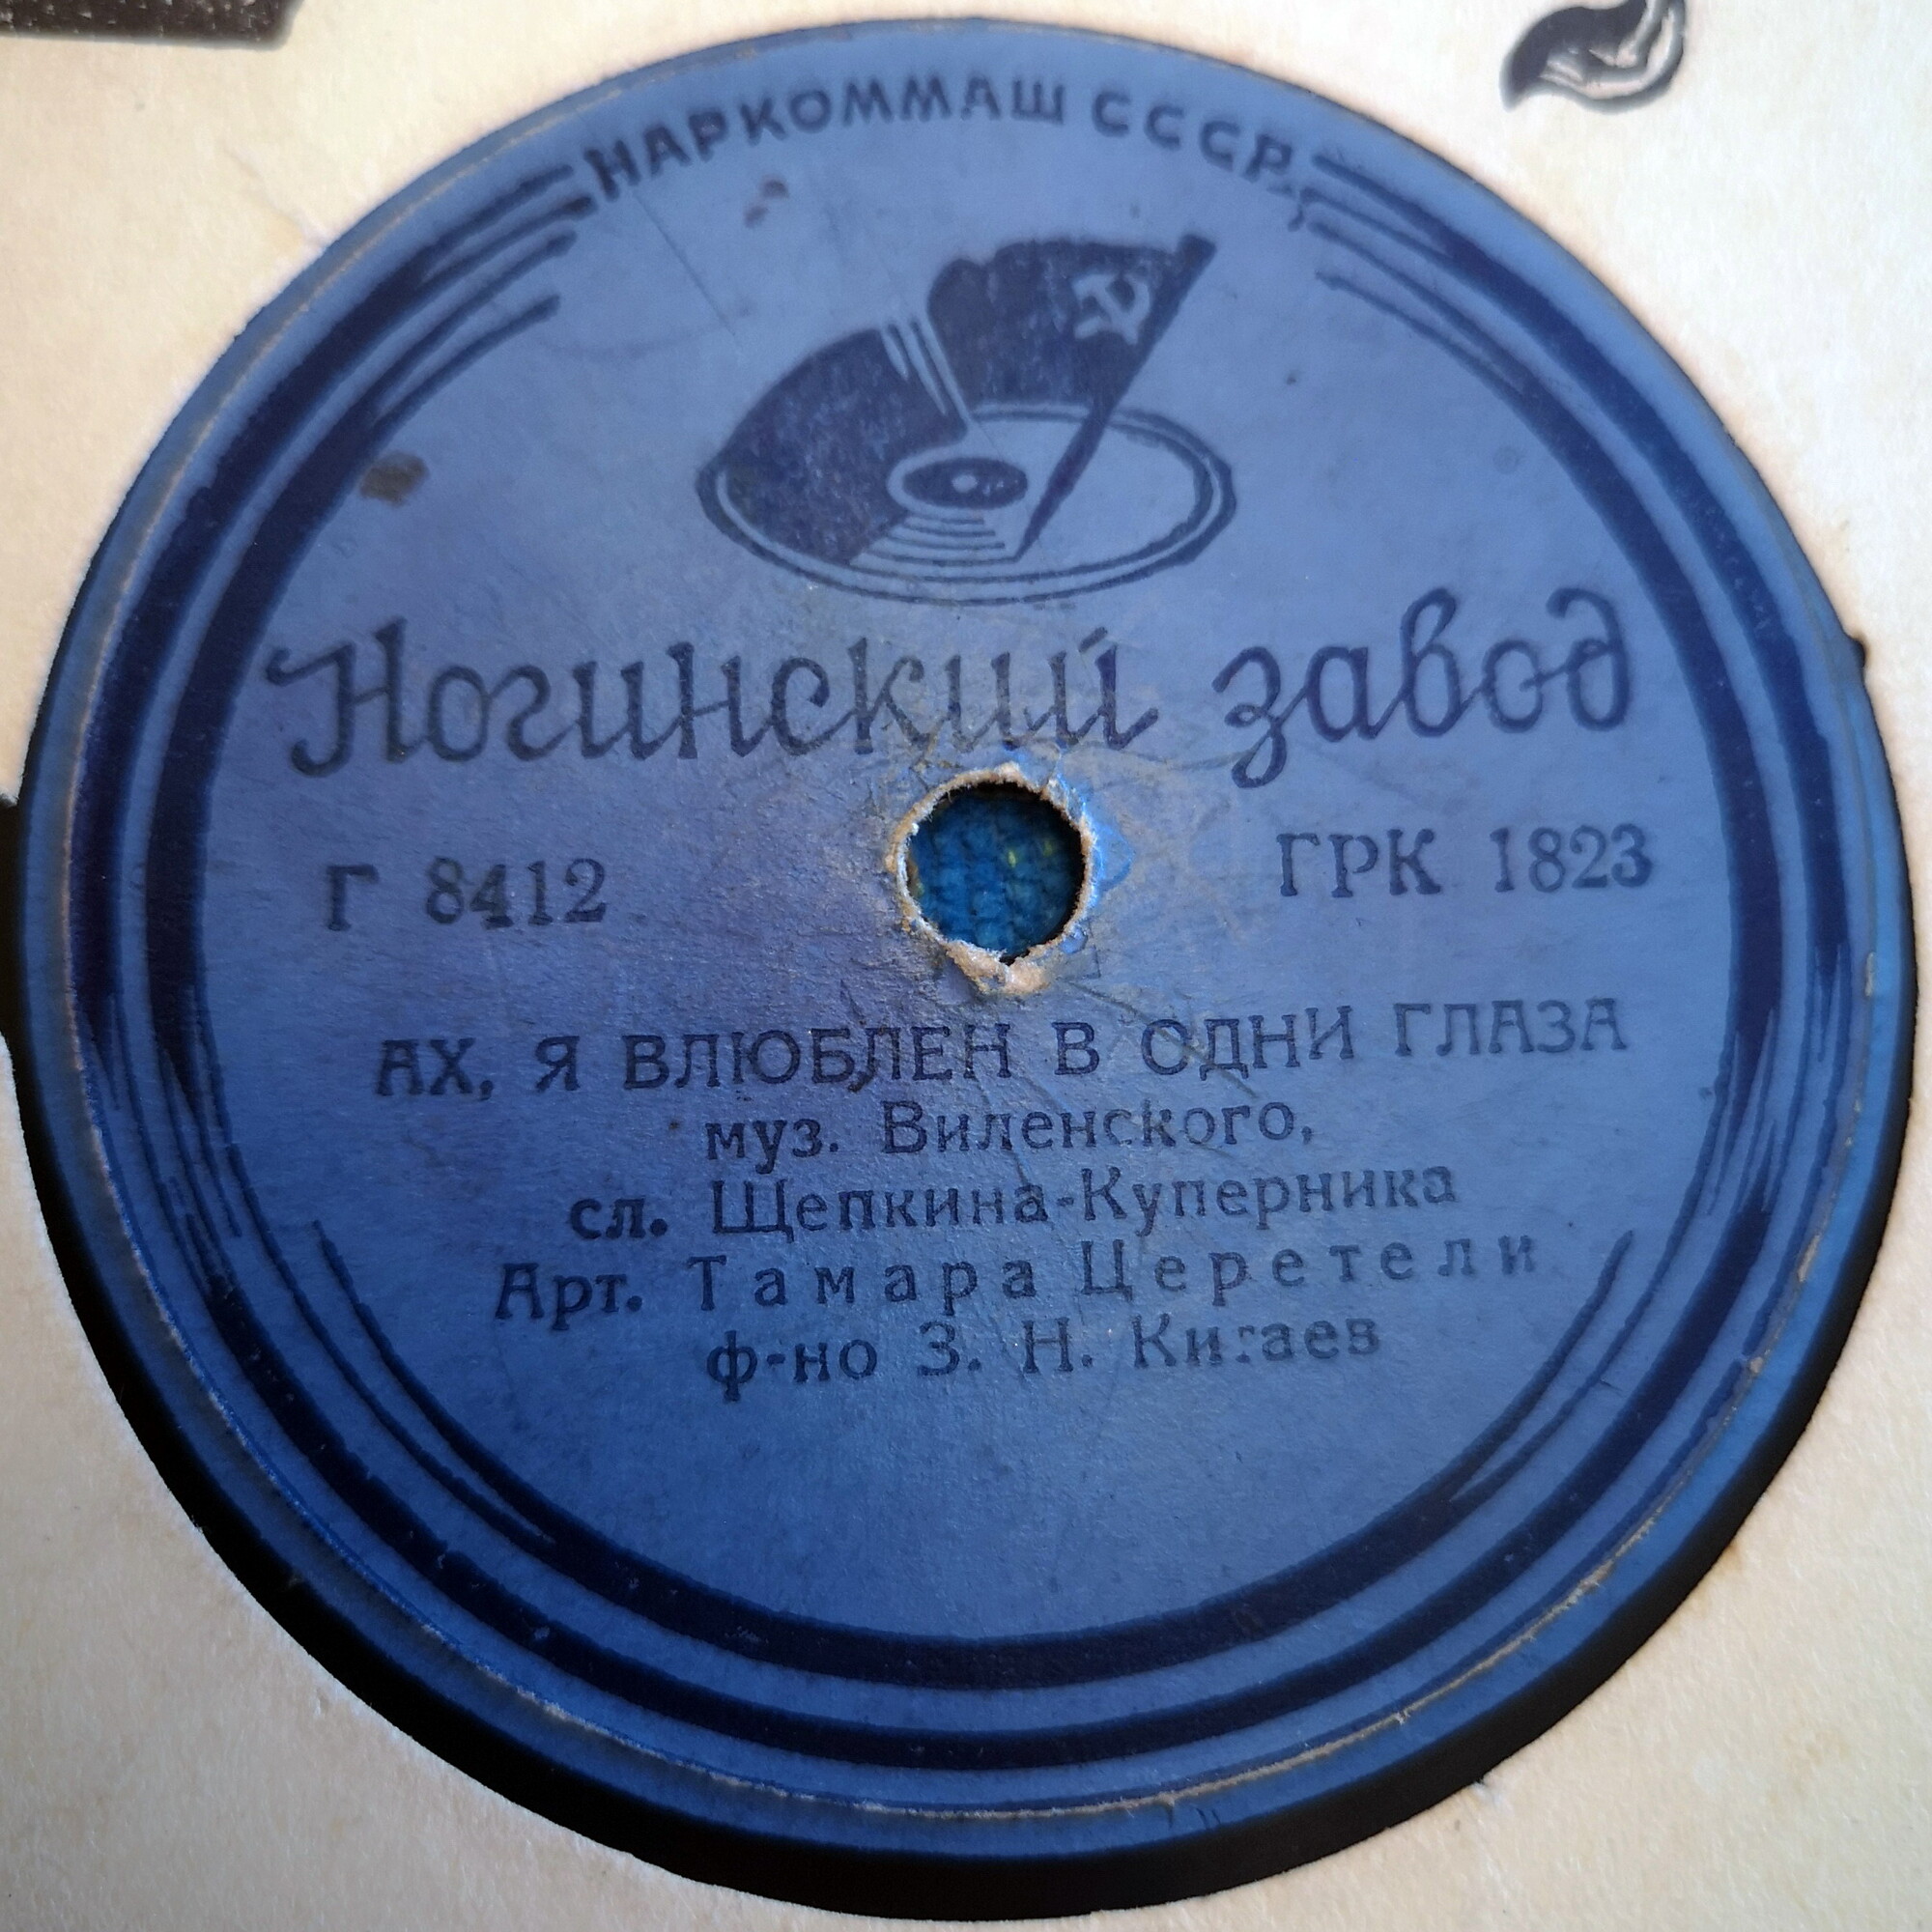 НАРКОММАШ СССР
Ногинский завод
Г 8412
ГРК 1823
АХ, Я ВЛЮБЛЕН В ОДНИ ГЛАЗА
муз. Виленского,
сл. Щепкина-Куперника
Арт. Тамара Церетели
ф-но З. Н. Китаев